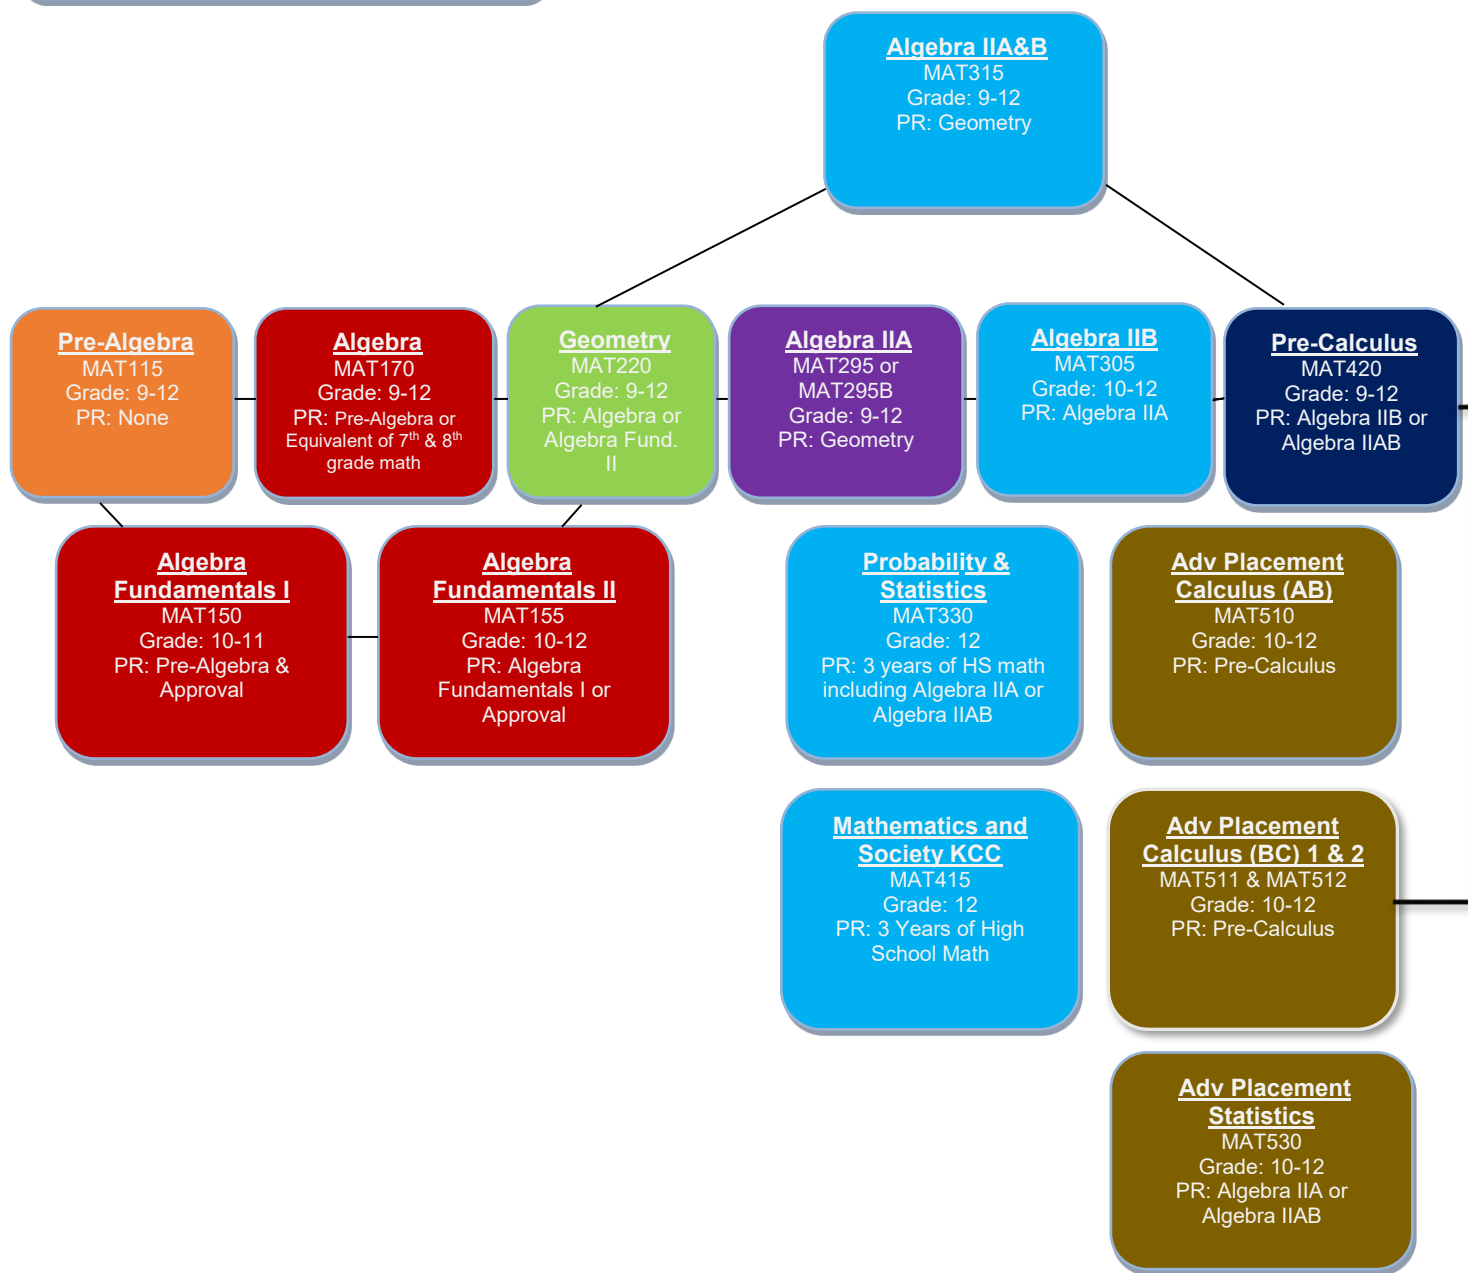 Algebra IIA&B
MAT315
Grade: 9-12
PR: Geometry
Pre-Algebra
MAT115
Grade: 9-12
PR: None
Algebra
MAT170
Grade: 9-12
PR: Pre-Algebra or
Equivalent of 7th & 8th
grade math
Geometry
MAT220
Grade: 9-12
PR: Algebra or
Algebra Fund.
II
Algebra IIA
MAT295 or
MAT295B
Grade: 9-12
PR: Geometry
Algebra IIB
MAT305
Grade: 10-12
PR: Algebra IIA
Pre-Calculus
MAT420
Grade: 9-12
PR: Algebra IIB or
Algebra IIAB
Algebra
Fundamentals I
MAT150
Grade: 10-11
PR: Pre-Algebra &
Approval
Algebra
Fundamentals II
MAT155
Grade: 10-12
PR: Algebra
Fundamentals I or
Approval
Probability &
Statistics
MAT330
Grade: 12
PR: 3 years of HS math
including Algebra IIA or
Algebra IIAB
Adv Placement
Calculus (AB)
MAT510
Grade: 10-12
PR: Pre-Calculus
Mathematics and
Society KCC
MAT415
Grade: 12
PR: 3 Years of High
School Math
Adv Placement
Calculus (BC) 1 & 2
MAT511 & MAT512
Grade: 10-12
PR: Pre-Calculus
Adv Placement
Statistics
MAT530
Grade: 10-12
PR: Algebra IIA or
Algebra IIAB